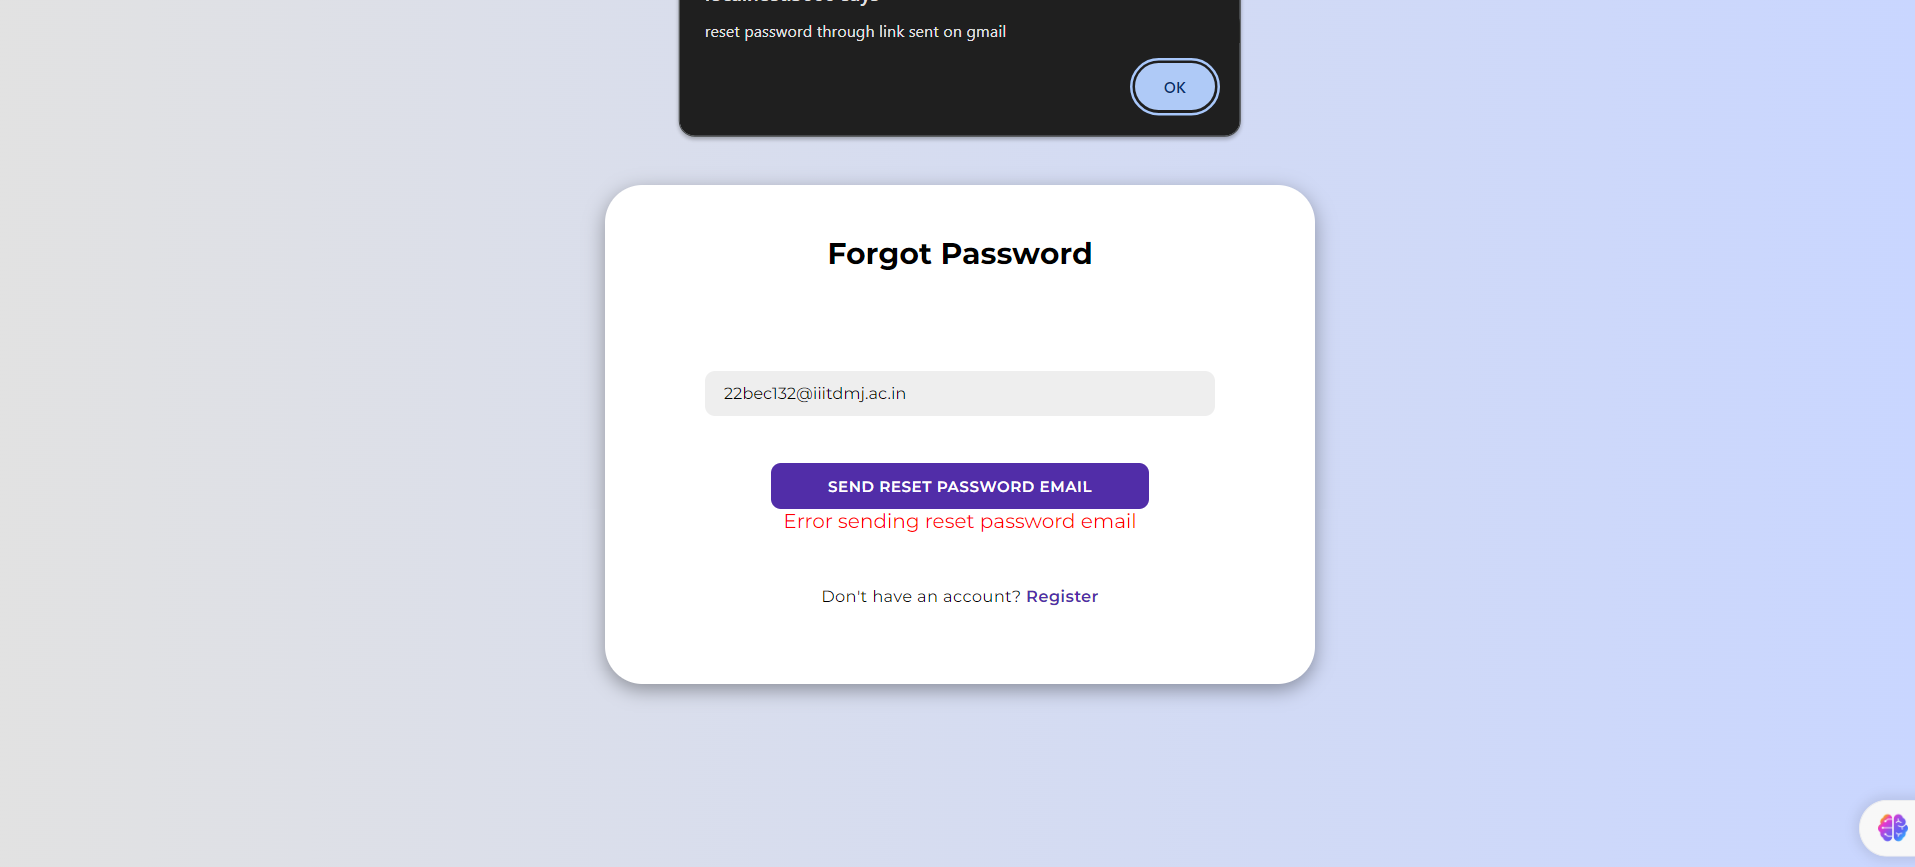 reset password through link sent on gmail
OK
Forgot Password
22bec132@iiitdmj.ac.in
SEND RESET PASSWORD EMAIL
Error sending reset password email
Don't have an account? Register